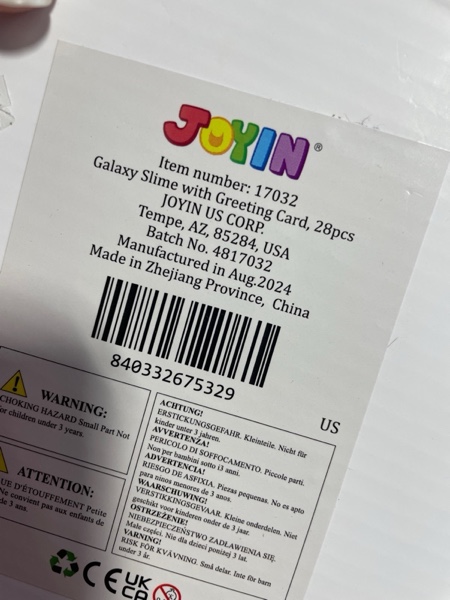 JOYIN®
Item number: 17032
Galaxy Slime with Greeting Card, 28pcs
JOYIN US CORP.
Tempe, AZ, 85284, USA
Batch No. 4817032
Manufactured in Aug.2024
Made in Zhejiang Province, China
840332675329
US
WARNING:
CHOKING HAZARD Small Part Not
for children under 3 years.
ATTENTION:
D'ÉTOUFFEMENT Petite
Ne convient pas aux enfants de
de 3 ans.
ACHTUNG!
ERSTICKUNGSGEFAHR. Kleinteile. Nicht für
kinder unter 3 jahren.
AVVERTENZA!
PERICOLO DI SOFFOCAMENTO. Piccole parti.
Non per bambini sotto i3 anni.
ADVERTENCIA!
RIESGO DE ASFIXIA. Piezas pequenas. No es apto
para ninos menores de 3 anos.
WAARSCHUWING!
VERSTIKKINGSGEVAAR. Kleine onderdelen. Niet
geschikt voor kinderen onder de 3 jaar.
OSTRZEŻENIE!
NIEBEZPIECZEŃSTWO ZADŁAWIENIA SIĘ.
Małe części. Nie dla dzieci poniżej 3 lat.
VARNING!
RISK FÖR KVÄVNING. Små delar. Inte för barn
under 3 år.
CE UK
CA